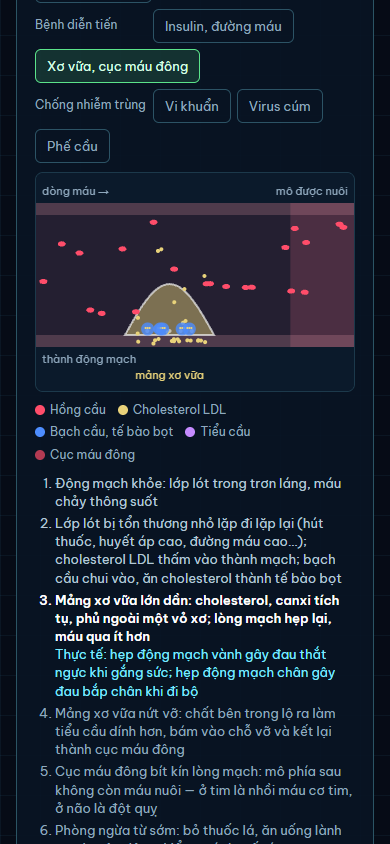 Bệnh diễn tiến
Insulin, đường máu
Xơ vữa, cục máu đông
Chống nhiễm trùng
Vi khuẩn
Virus cúm
Phế cầu
dòng máu →
mô được nuôi
thành động mạch
mảng xơ vữa
Hồng cầu
Cholesterol LDL
Bạch cầu, tế bào bọt
Tiểu cầu
Cục máu đông
1. Động mạch khỏe: lớp lót trong trơn láng, máu
chảy thông suốt
2. Lớp lót bị tổn thương nhỏ lặp đi lặp lại (hút
thuốc, huyết áp cao, đường máu cao...);
cholesterol LDL thấm vào thành mạch; bạch
cầu chui vào, ăn cholesterol thành tế bào bọt
3. Mảng xơ vữa lớn dần: cholesterol, canxi tích
tụ, phủ ngoài một vỏ xơ; lòng mạch hẹp lại,
máu qua ít hơn
Thực tế: hẹp động mạch vành gây đau thắt
ngực khi gắng sức; hẹp động mạch chân gây
đau bắp chân khi đi bộ
4. Mảng xơ vữa nứt vỡ: chất bên trong lộ ra làm
tiểu cầu dính hơn, bám vào chỗ vỡ và kết lại
thành cục máu đông
5. Cục máu đông bít kín lòng mạch: mô phía sau
không còn máu nuôi — ở tim là nhồi máu cơ tim,
ở não là đột quỵ
6. Phòng ngừa từ sớm: bỏ thuốc lá, ăn uống lành